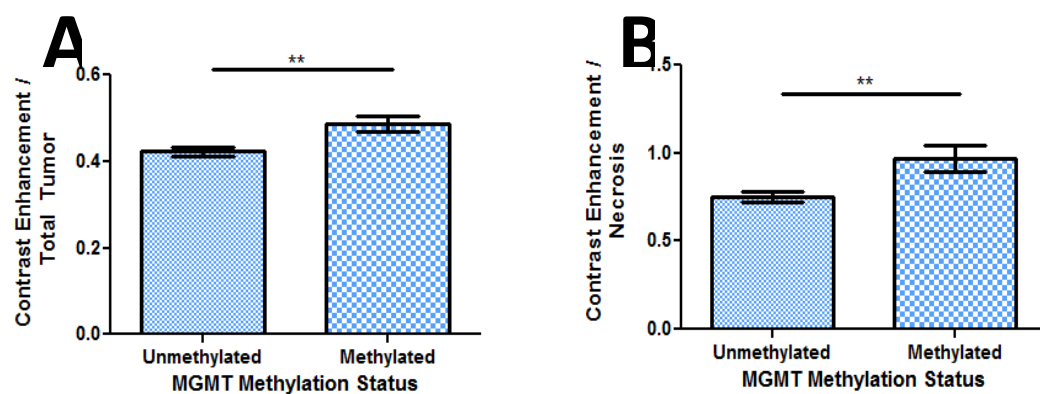 A
**
0.6
0.4
0.2
0.0
Contrast Enhancement /
Total Tumor
Unmethylated
Methylated
MGMT Methylation Status
B
**
1.5
1.0
0.5
0.0
Contrast Enhancement /
Necrosis
Unmethylated
Methylated
MGMT Methylation Status